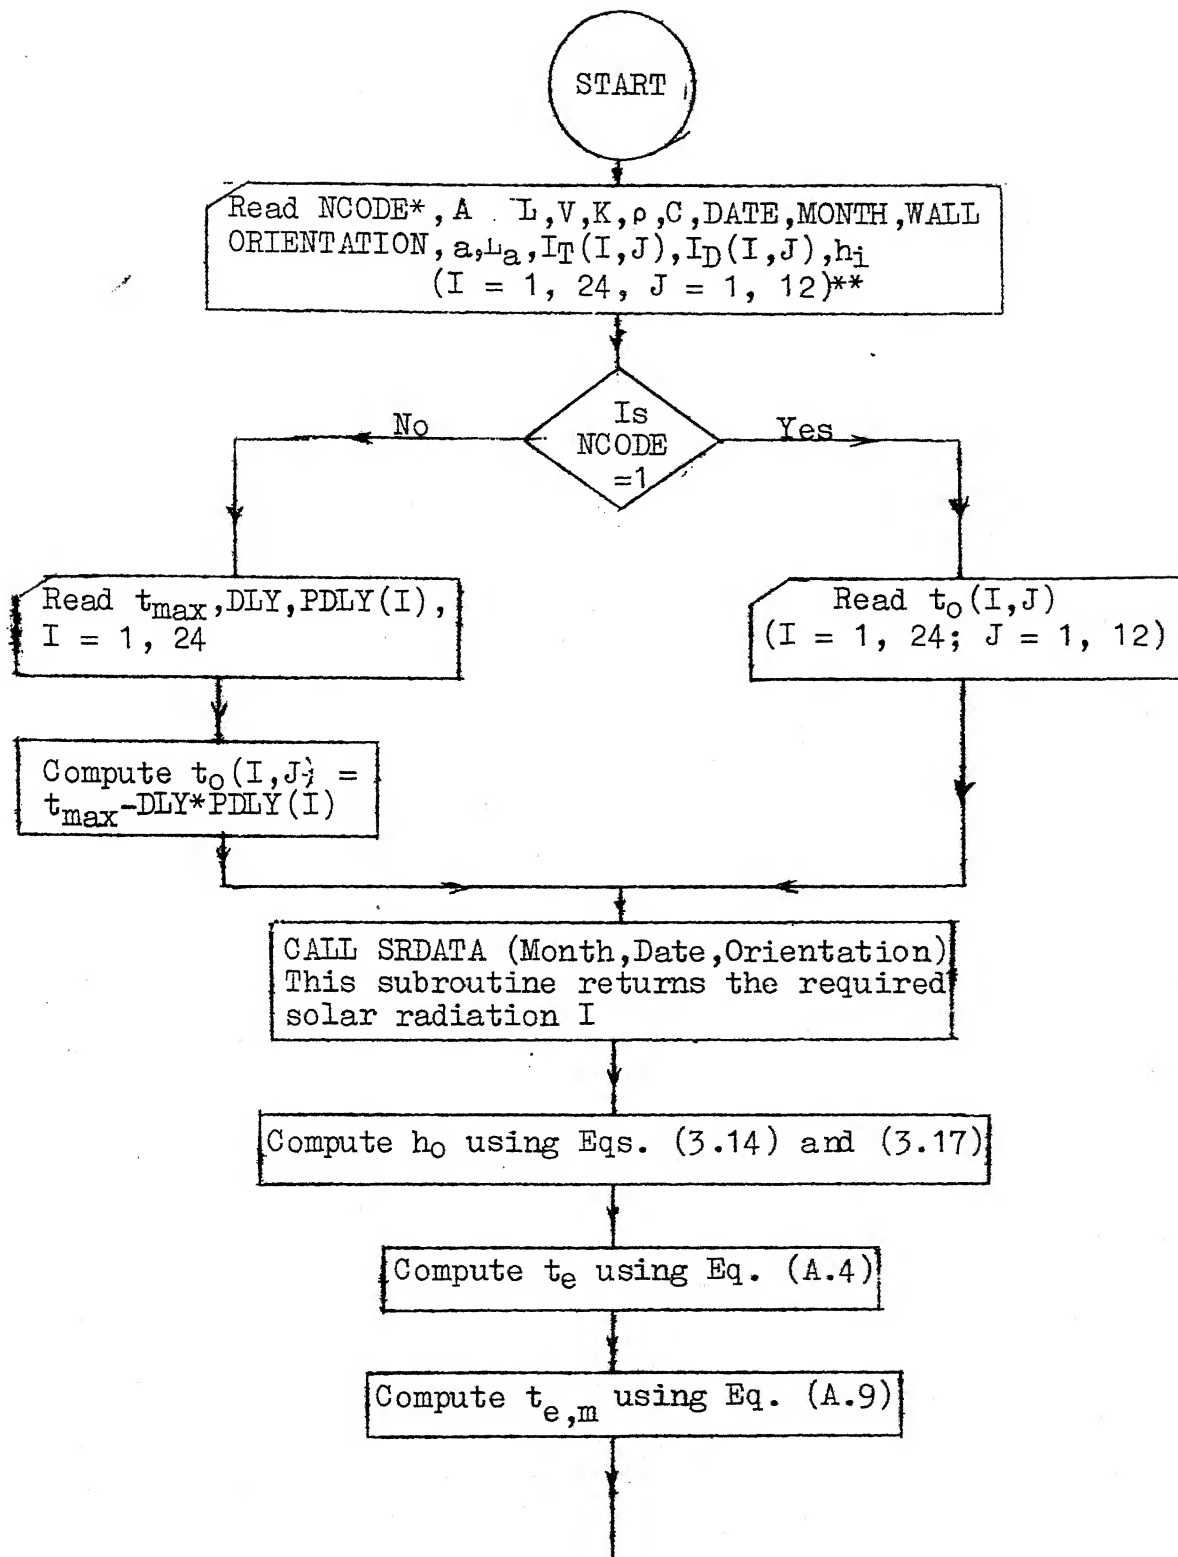 START
Read NCODE*, A L,V,K,ρ,C,DATE,MONTH,WALL
ORIENTATION,a,La,IT(I,J),ID(I,J),hi
(I = 1, 24, J = 1, 12)**
Is
NCODE
=1
No
Yes
Read tmax,DLY,PDLY(I),
I = 1, 24
Read to(I,J)
(I = 1, 24; J = 1, 12)
Compute to(I,J) =
tmax-DLY*PDLY(I)
CALL SRDATA (Month,Date,Orientation)
This subroutine returns the required
solar radiation I
Compute ho using Eqs. (3.14) and (3.17)
Compute te using Eq. (A.4)
Compute te,m using Eq. (A.9)